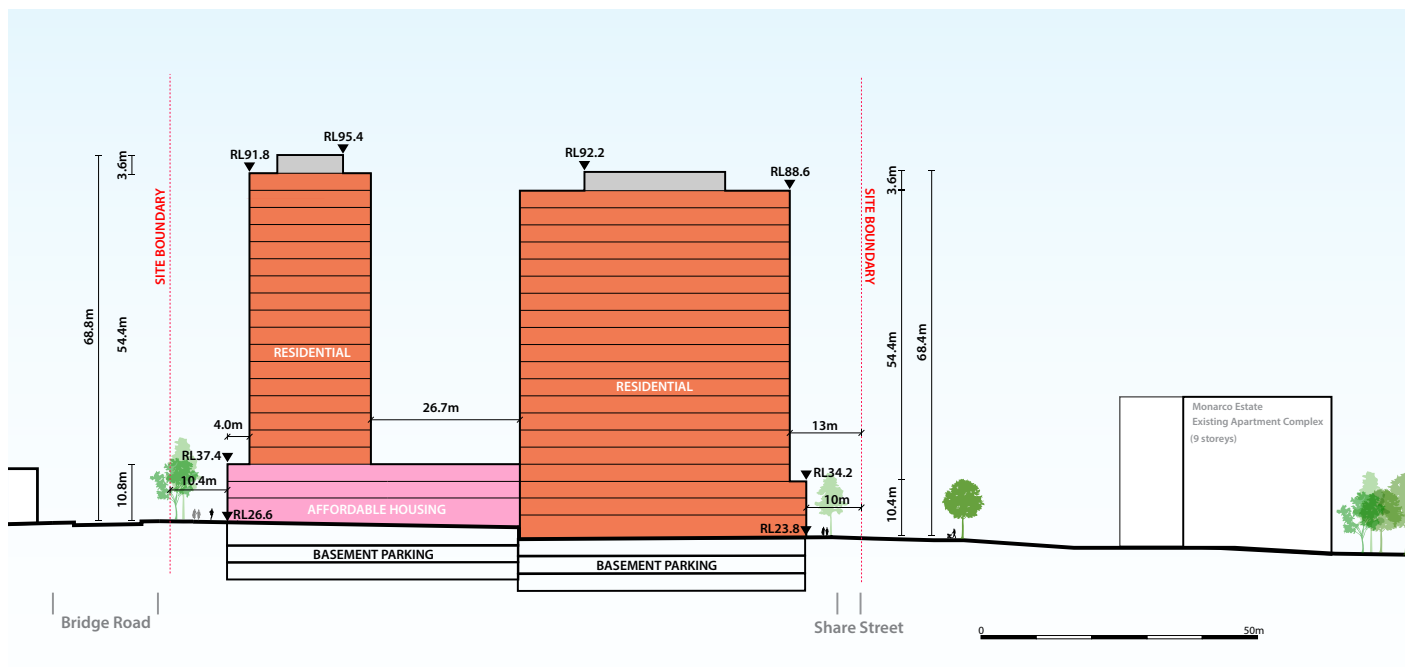 RL95.4
RL91.8
RL92.2
RL88.6
3.6m
3.6m
SITE BOUNDARY
SITE BOUNDARY
68.8m
54.4m
54.4m
68.4m
RESIDENTIAL
RESIDENTIAL
26.7m
4.0m
13m
Monarco Estate
Existing Apartment Complex
(9 storeys)
RL37.4
RL34.2
10.4m
10.8m
10m
10.4m
AFFORDABLE HOUSING
RL26.6
RL23.8
BASEMENT PARKING
BASEMENT PARKING
Bridge Road
Share Street
0
50m